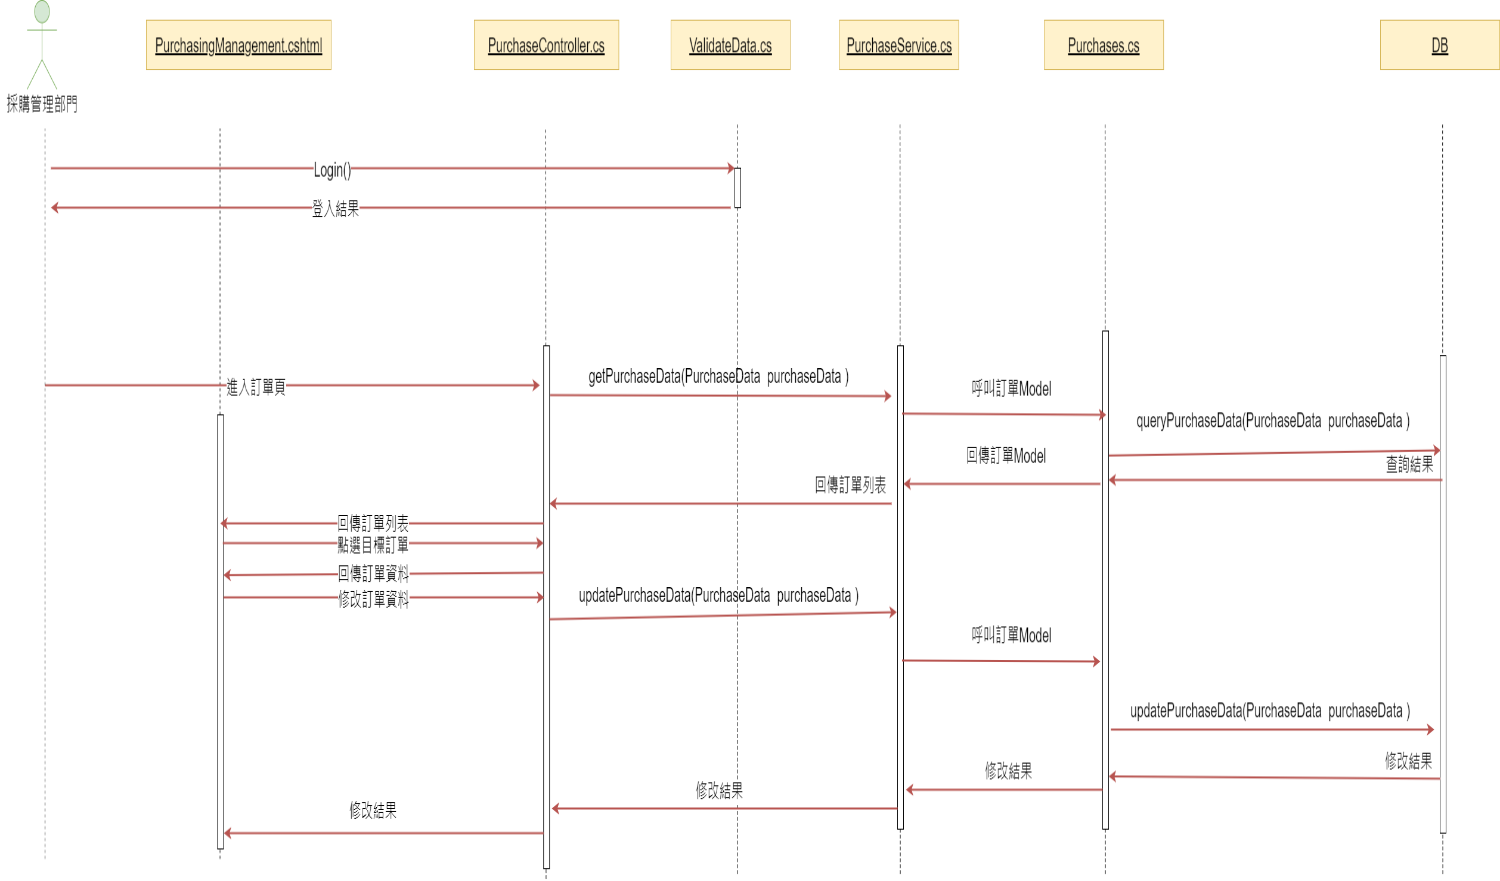 PurchasingManagement.cshtml
PurchaseController.cs
ValidateData.cs
PurchaseService.cs
Purchases.cs
DB
採購管理部門
Login()
登入結果
進入訂單頁
getPurchaseData(PurchaseData purchaseData )
呼叫訂單Model
queryPurchaseData(PurchaseData purchaseData )
回傳訂單Model
查詢結果
回傳訂單列表
回傳訂單列表
點選目標訂單
回傳訂單資料
修改訂單資料
updatePurchaseData(PurchaseData purchaseData )
呼叫訂單Model
updatePurchaseData(PurchaseData purchaseData )
修改結果
修改結果
修改結果
修改結果